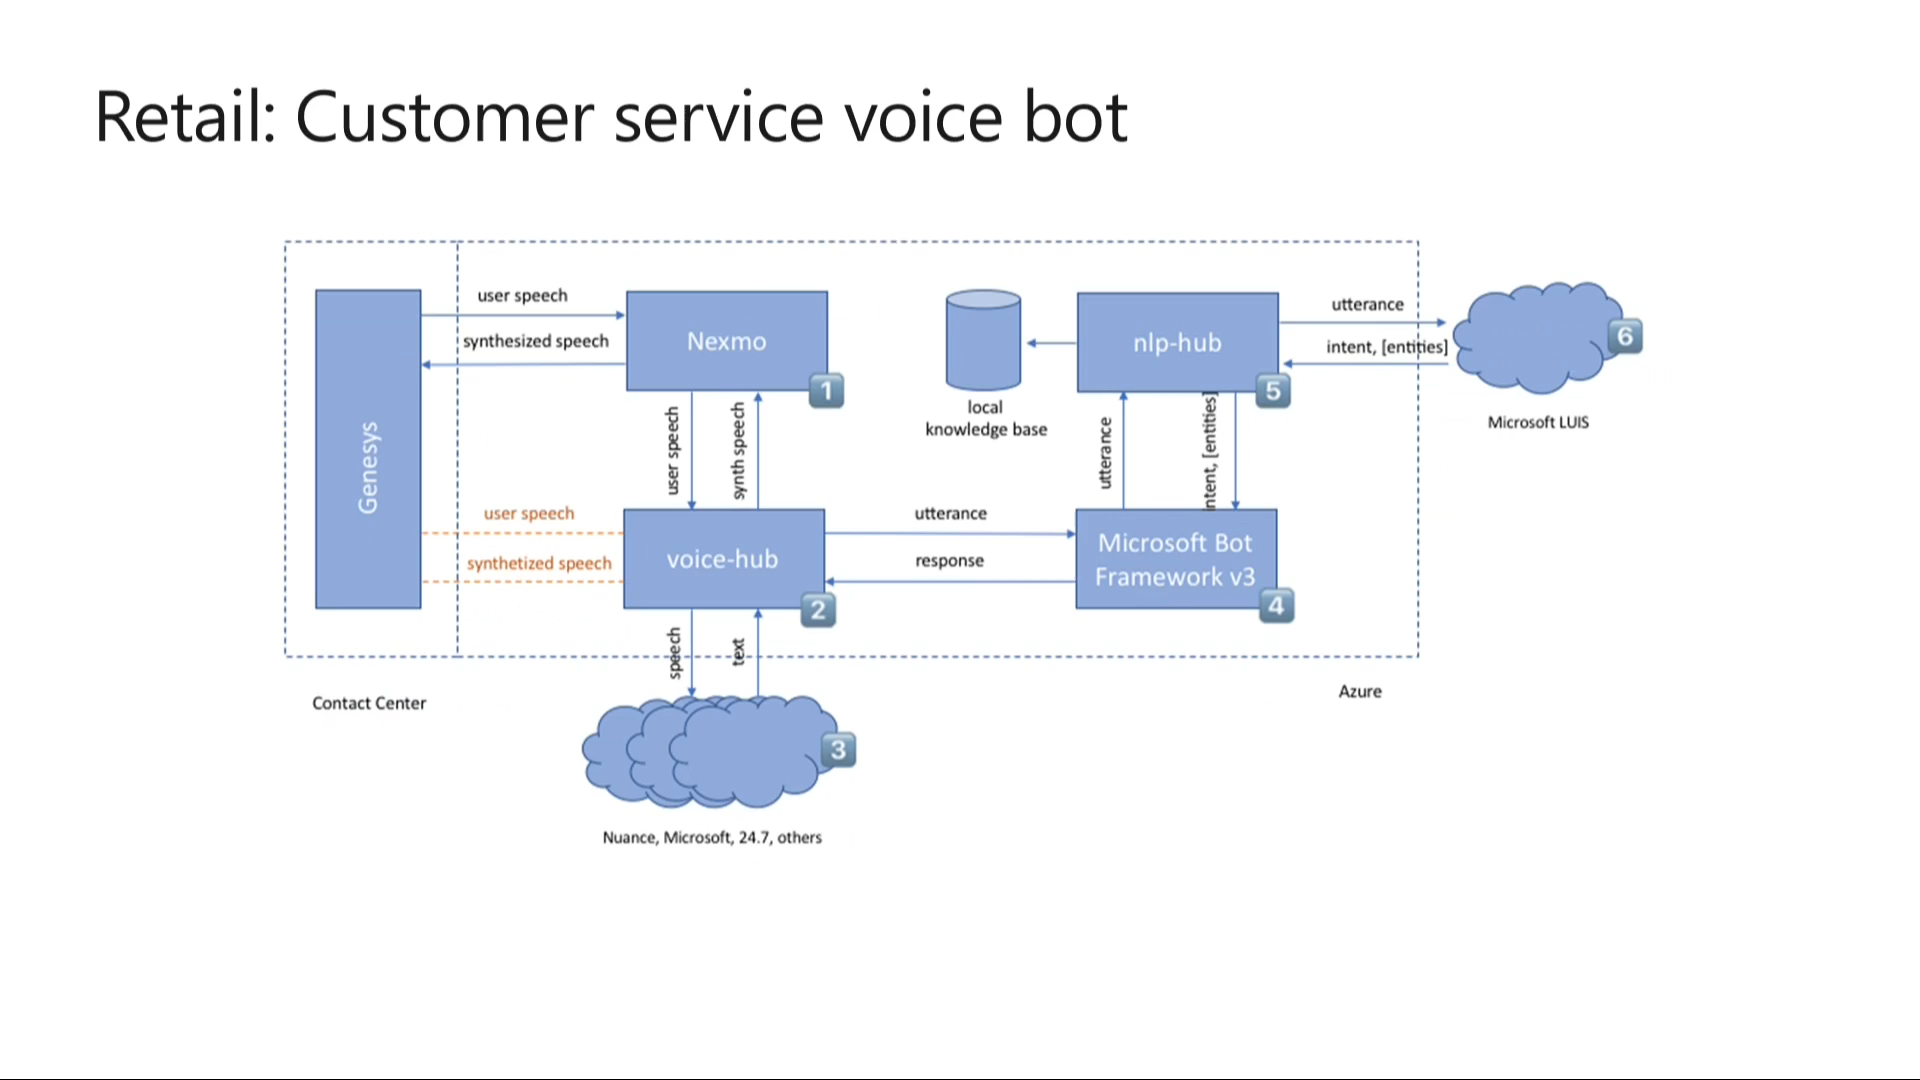 Retail: Customer service voice bot
user speech
synthesized speech
Genesys
Nexmo
1
user speech
synth speech
local
knowledge base
nlp-hub
5
utterance
intent, [entities]
6
Microsoft LUIS
utterance
intent, [entities]
user speech
synthetized speech
voice-hub
2
utterance
response
Microsoft Bot
Framework v3
4
speech
text
Contact Center
Azure
3
Nuance, Microsoft, 24.7, others